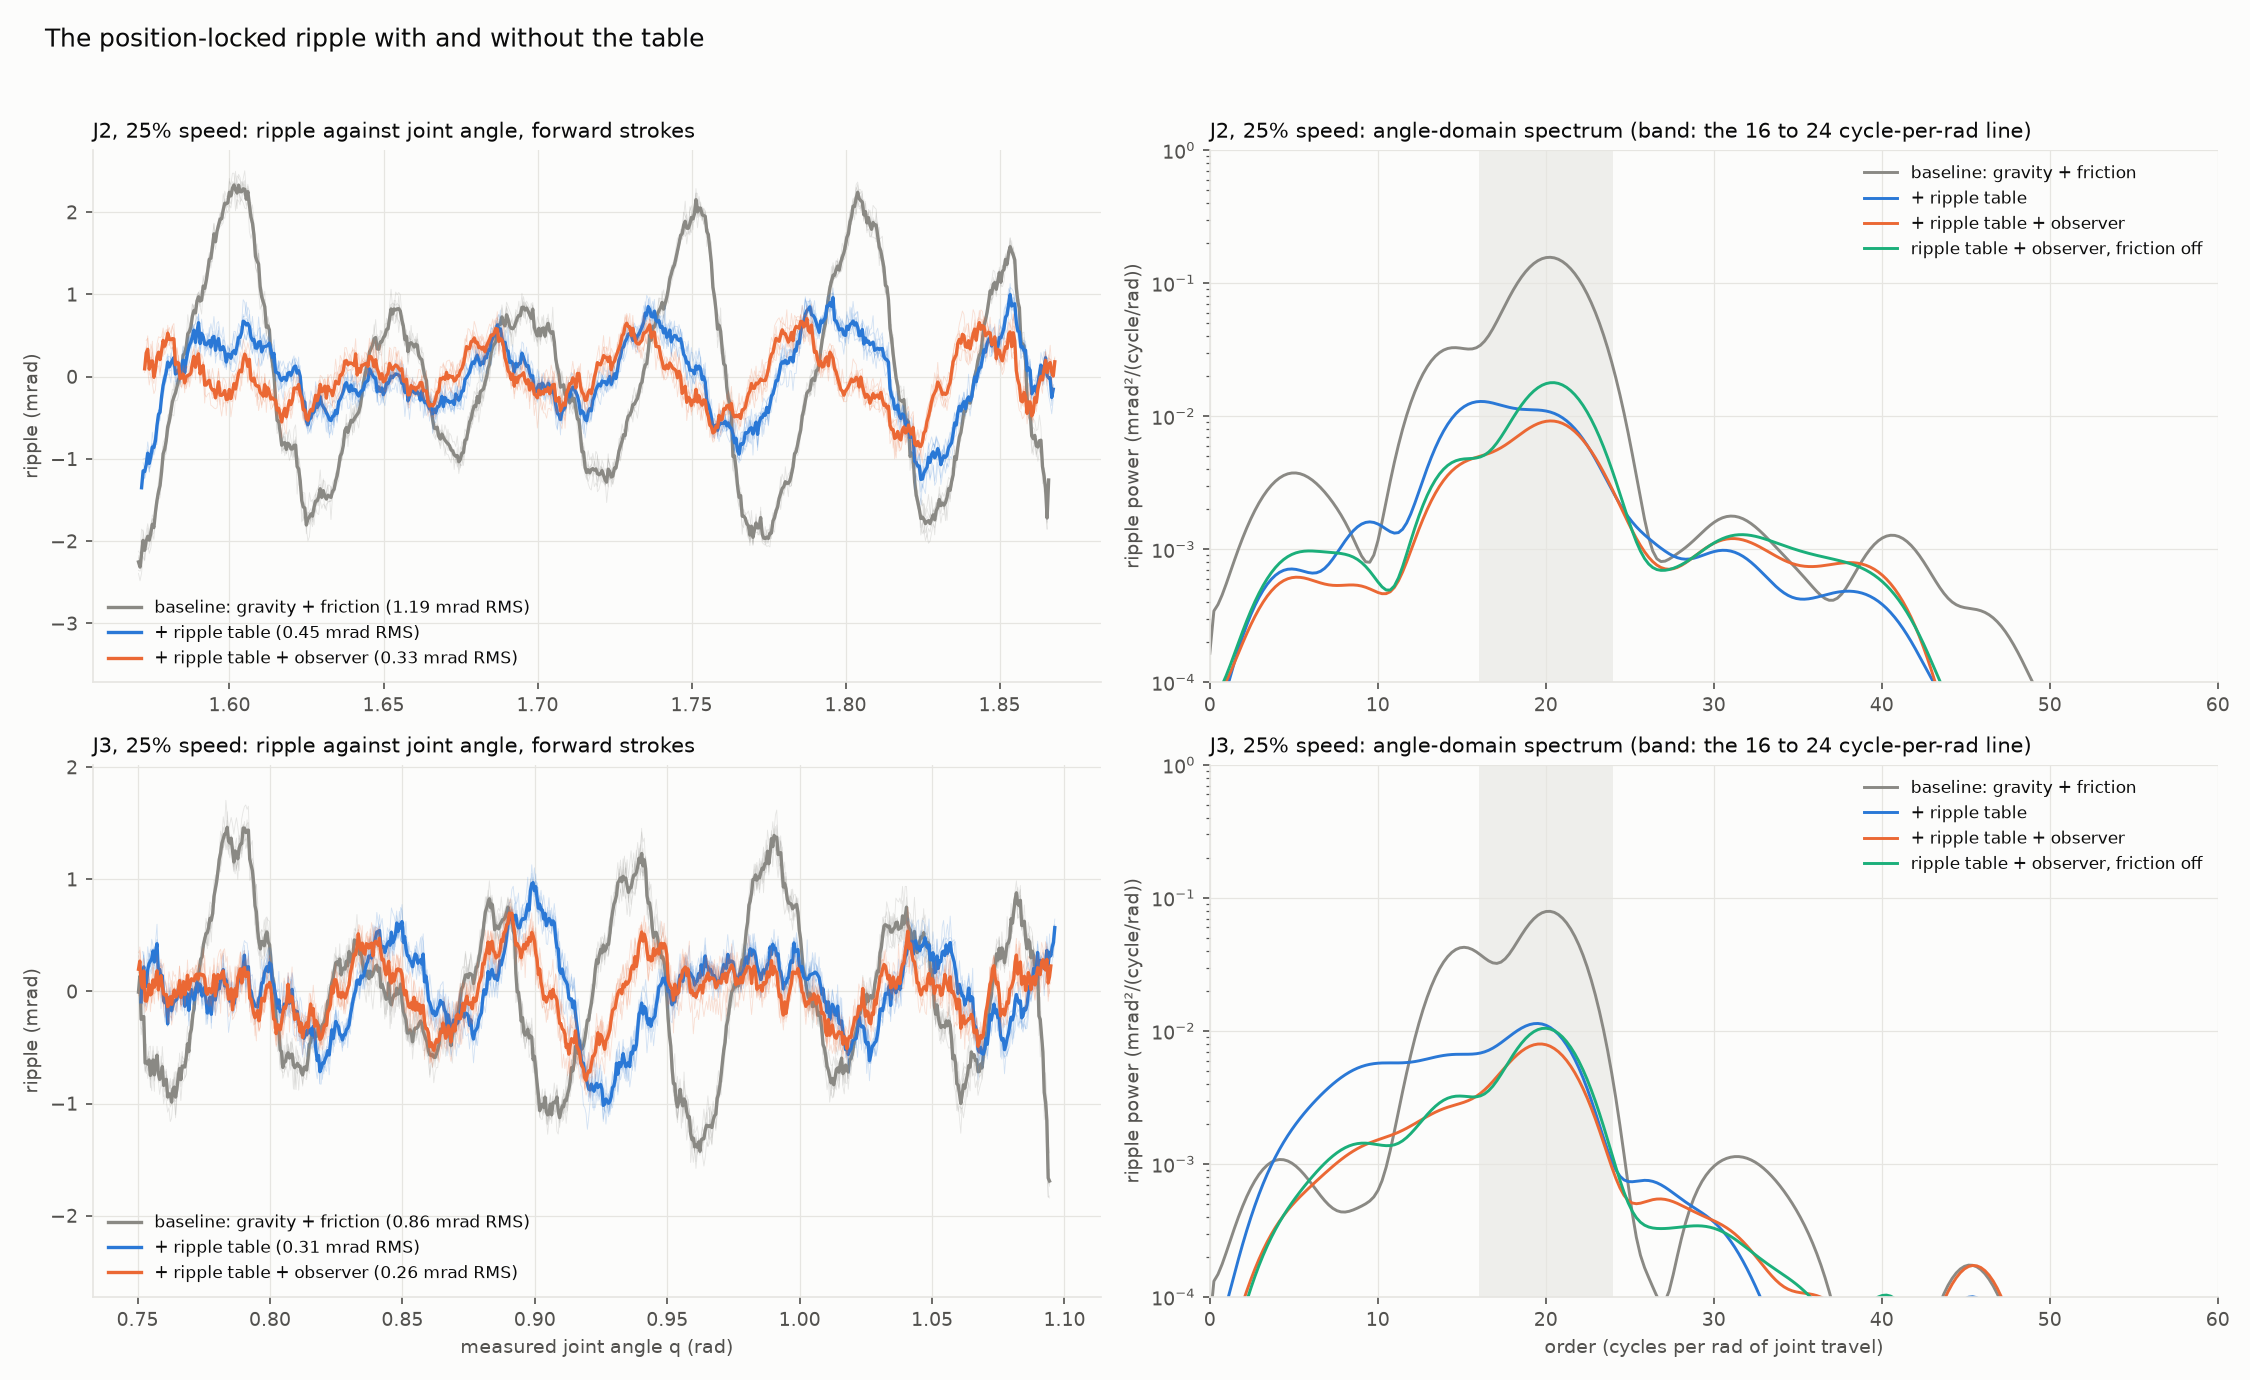 The position-locked ripple with and without the table
J2, 25% speed: ripple against joint angle, forward strokes
ripple (mrad)
2
1
0
−1
−2
−3
baseline: gravity + friction (1.19 mrad RMS)
+ ripple table (0.45 mrad RMS)
+ ripple table + observer (0.33 mrad RMS)
1.60
1.65
1.70
1.75
1.80
1.85
J2, 25% speed: angle-domain spectrum (band: the 16 to 24 cycle-per-rad line)
ripple power (mrad²/(cycle/rad))
10⁰
10⁻¹
10⁻²
10⁻³
10⁻⁴
baseline: gravity + friction
+ ripple table
+ ripple table + observer
ripple table + observer, friction off
0
10
20
30
40
50
60
J3, 25% speed: ripple against joint angle, forward strokes
ripple (mrad)
2
1
0
−1
−2
baseline: gravity + friction (0.86 mrad RMS)
+ ripple table (0.31 mrad RMS)
+ ripple table + observer (0.26 mrad RMS)
0.75
0.80
0.85
0.90
0.95
1.00
1.05
1.10
measured joint angle q (rad)
J3, 25% speed: angle-domain spectrum (band: the 16 to 24 cycle-per-rad line)
ripple power (mrad²/(cycle/rad))
10⁰
10⁻¹
10⁻²
10⁻³
10⁻⁴
baseline: gravity + friction
+ ripple table
+ ripple table + observer
ripple table + observer, friction off
0
10
20
30
40
50
60
order (cycles per rad of joint travel)